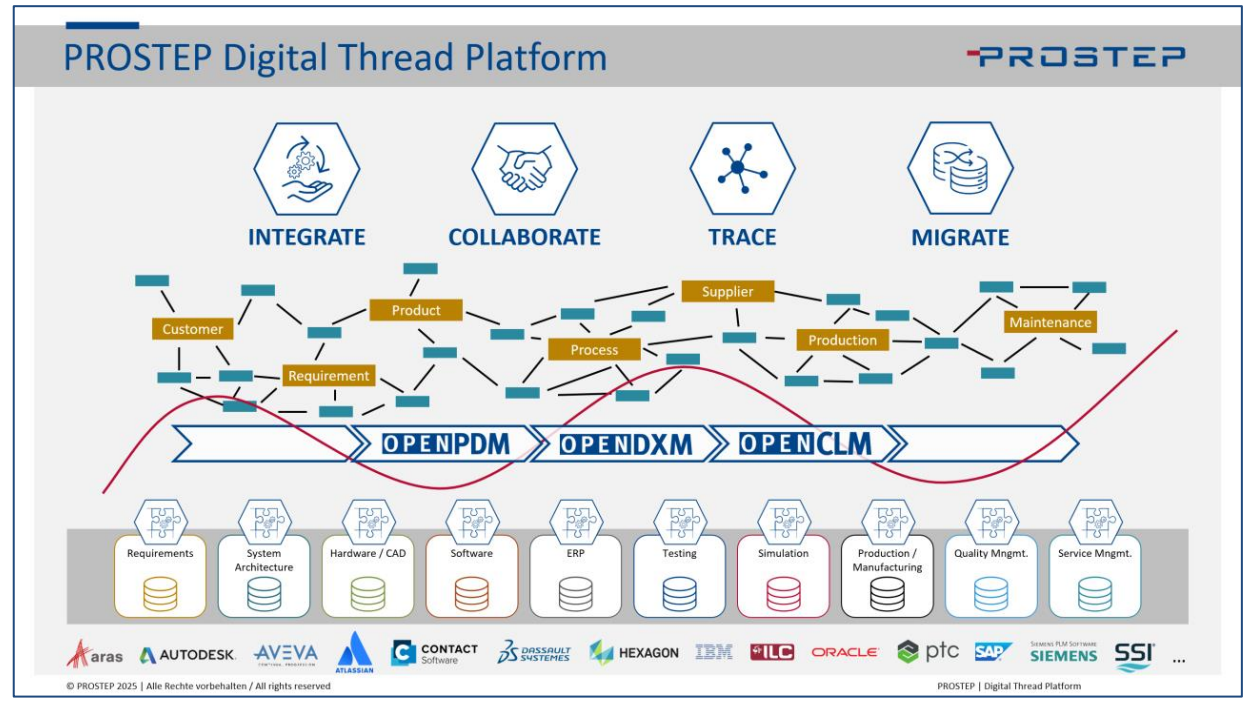 PROSTEP Digital Thread Platform
PROSTEP
INTEGRATE
COLLABORATE
TRACE
MIGRATE
Customer
Requirement
Product
Process
Supplier
Production
Maintenance
OPENPDM
OPENDXM
OPENCLM
Requirements
System
Architecture
Hardware / CAD
Software
ERP
Testing
Simulation
Production /
Manufacturing
Quality Mngmt.
Service Mngmt.
aras
AUTODESK.
AVEVA
ATLASSIAN
C CONTACT
Software
DS DASSAULT
SYSTEMES
HEXAGON
IBM
ILC
ORACLE
ptc
SAP
SIEMENS PLM SOFTWARE
SIEMENS
SSI
...
© PROSTEP 2025 | Alle Rechte vorbehalten / All rights reserved
PROSTEP | Digital Thread Platform